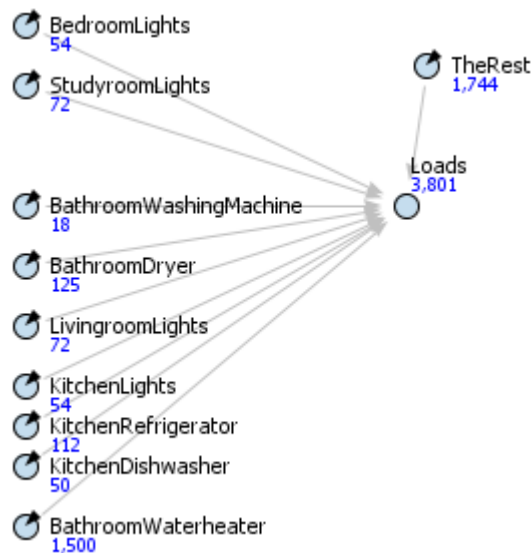 BedroomLights
54
StudyroomLights
72
TheRest
1,744
Loads
3,801
BathroomWashingMachine
18
BathroomDryer
125
LivingroomLights
72
KitchenLights
54
KitchenRefrigerator
112
KitchenDishwasher
50
BathroomWaterheater
1,500